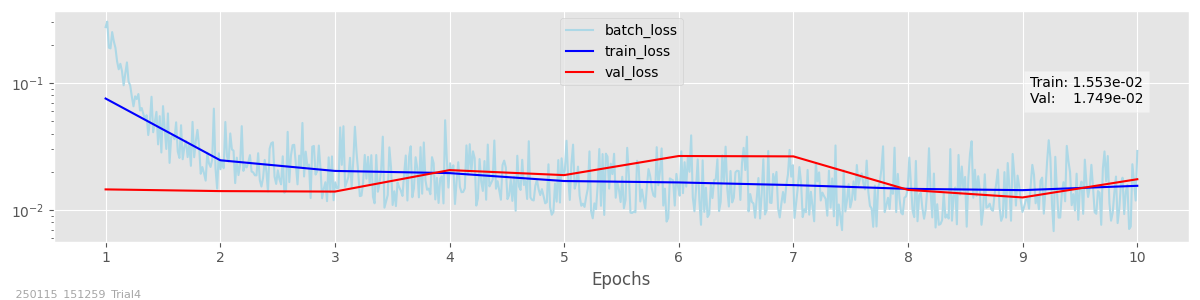 batch_loss
train_loss
val_loss
Train: 1.553e-02
Val: 1.749e-02
10⁻¹
10⁻²
1 2 3 4 5 6 7 8 9 10
Epochs
250115_151259_Trial4